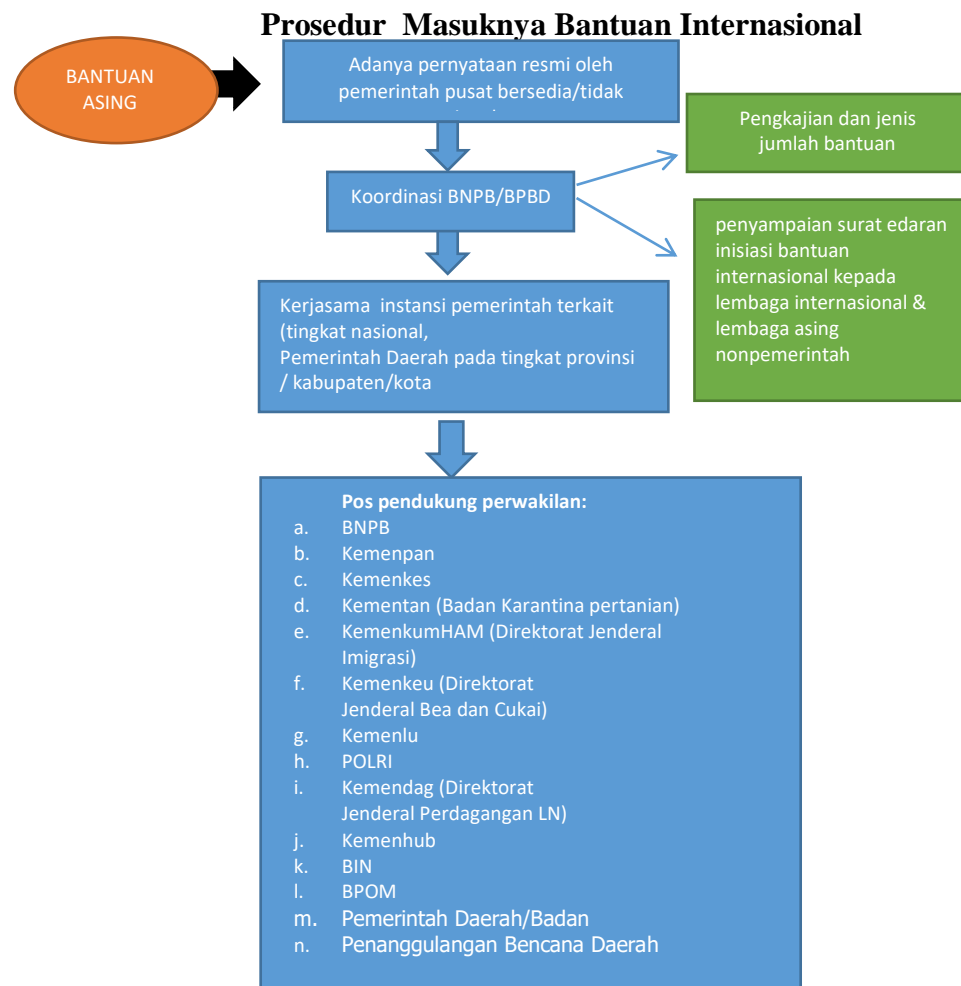 Prosedur Masuknya Bantuan Internasional
BANTUAN
ASING
Adanya pernyataan resmi oleh
pemerintah pusat bersedia/tidak
Koordinasi BNPB/BPBD
Pengkajian dan jenis
jumlah bantuan
penyampaian surat edaran
inisiasi bantuan
internasional kepada
lembaga internasional &
lembaga asing
nonpemerintah
Kerjasama instansi pemerintah terkait
(tingkat nasional,
Pemerintah Daerah pada tingkat provinsi
/ kabupaten/kota
Pos pendukung perwakilan:
a. BNPB
b. Kemenpan
c. Kemenkes
d. Kementan (Badan Karantina pertanian)
e. KemenkumHAM (Direktorat Jenderal
Imigrasi)
f. Kemenkeu (Direktorat
Jenderal Bea dan Cukai)
g. Kemenlu
h. POLRI
i. Kemendag (Direktorat
Jenderal Perdagangan LN)
j. Kemenhub
k. BIN
l. BPOM
m. Pemerintah Daerah/Badan
n. Penanggulangan Bencana Daerah